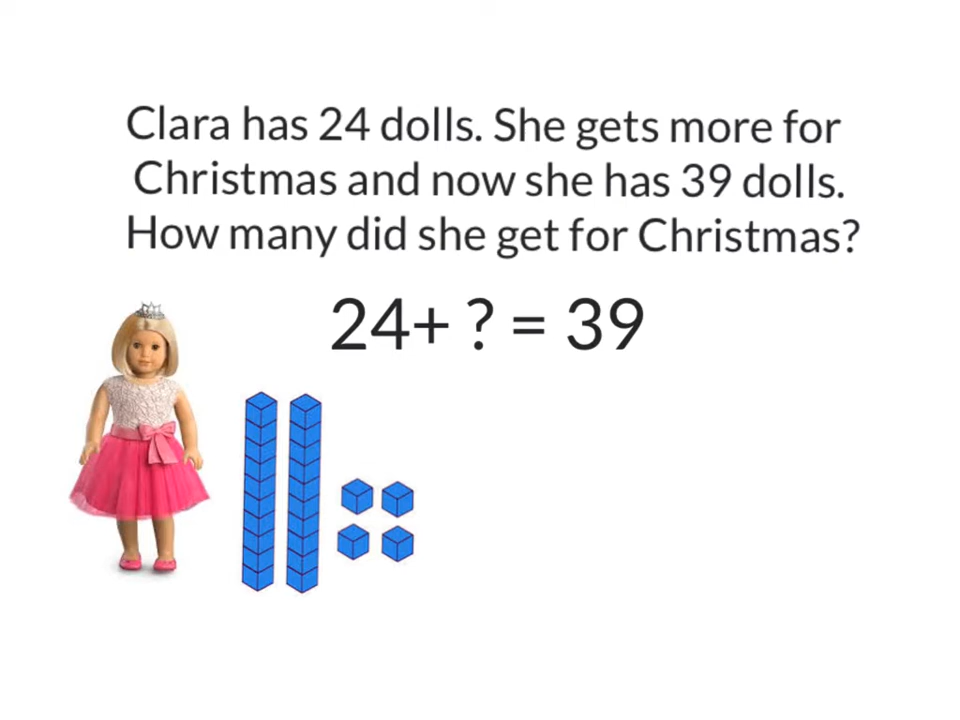 Clara has 24 dolls. She gets more for
Christmas and now she has 39 dolls.
How many did she get for Christmas?
24+ ? = 39